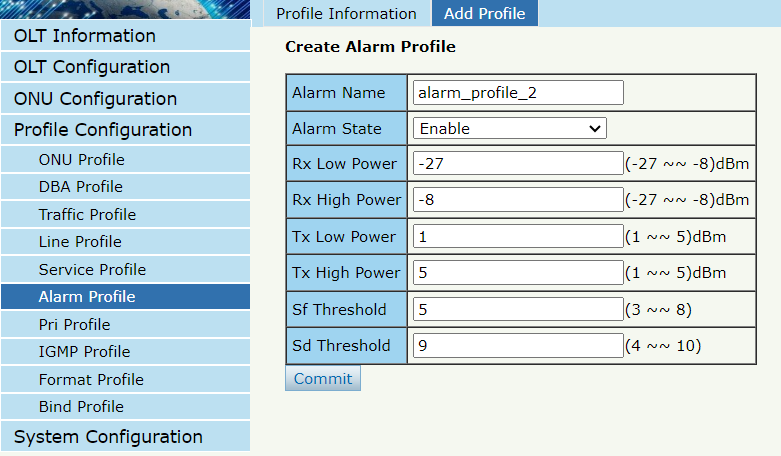 Profile Information
Add Profile
OLT Information
OLT Configuration
ONU Configuration
Profile Configuration
ONU Profile
DBA Profile
Traffic Profile
Line Profile
Service Profile
Alarm Profile
Pri Profile
IGMP Profile
Format Profile
Bind Profile
System Configuration
Create Alarm Profile
Alarm Name alarm_profile_2
Alarm State Enable
Rx Low Power -27 (-27 ~~ -8)dBm
Rx High Power -8 (-27 ~~ -8)dBm
Tx Low Power 1 (1 ~~ 5)dBm
Tx High Power 5 (1 ~~ 5)dBm
Sf Threshold 5 (3 ~~ 8)
Sd Threshold 9 (4 ~~ 10)
Commit